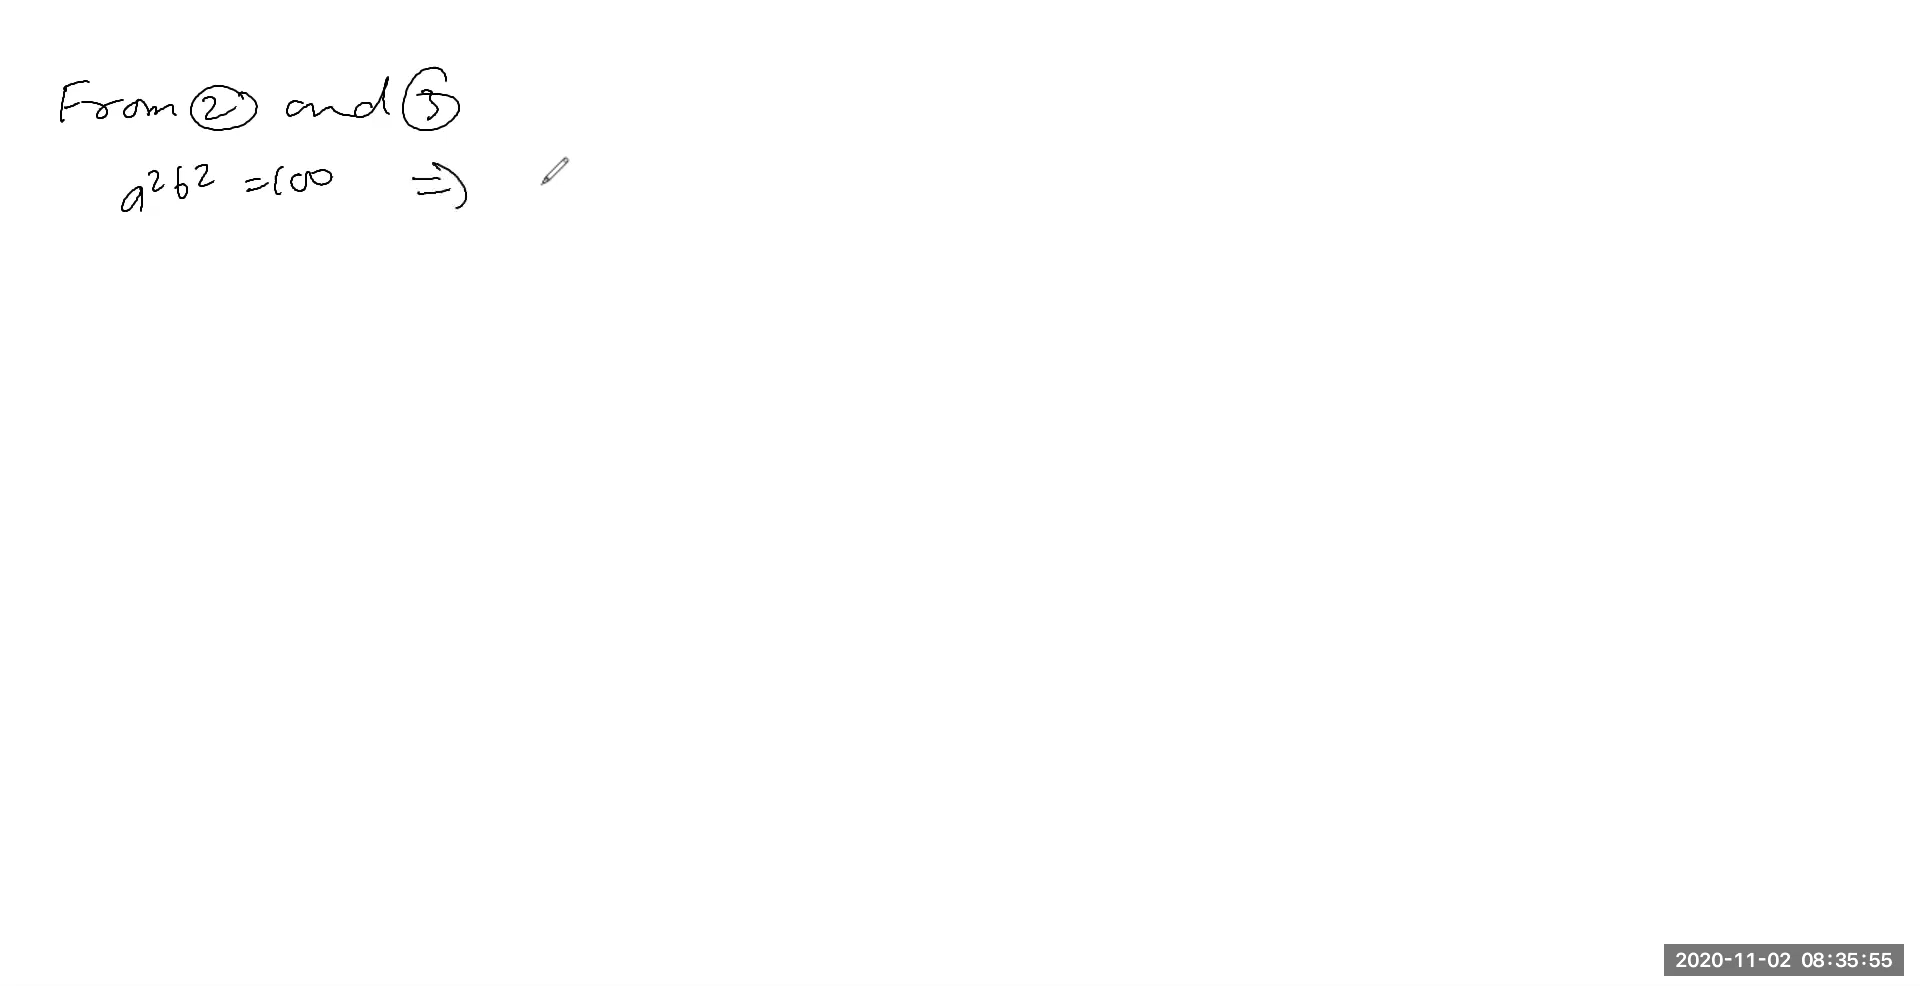 From ② and ③
a²b² = 100 ⇒
2020-11-02 08:35:55